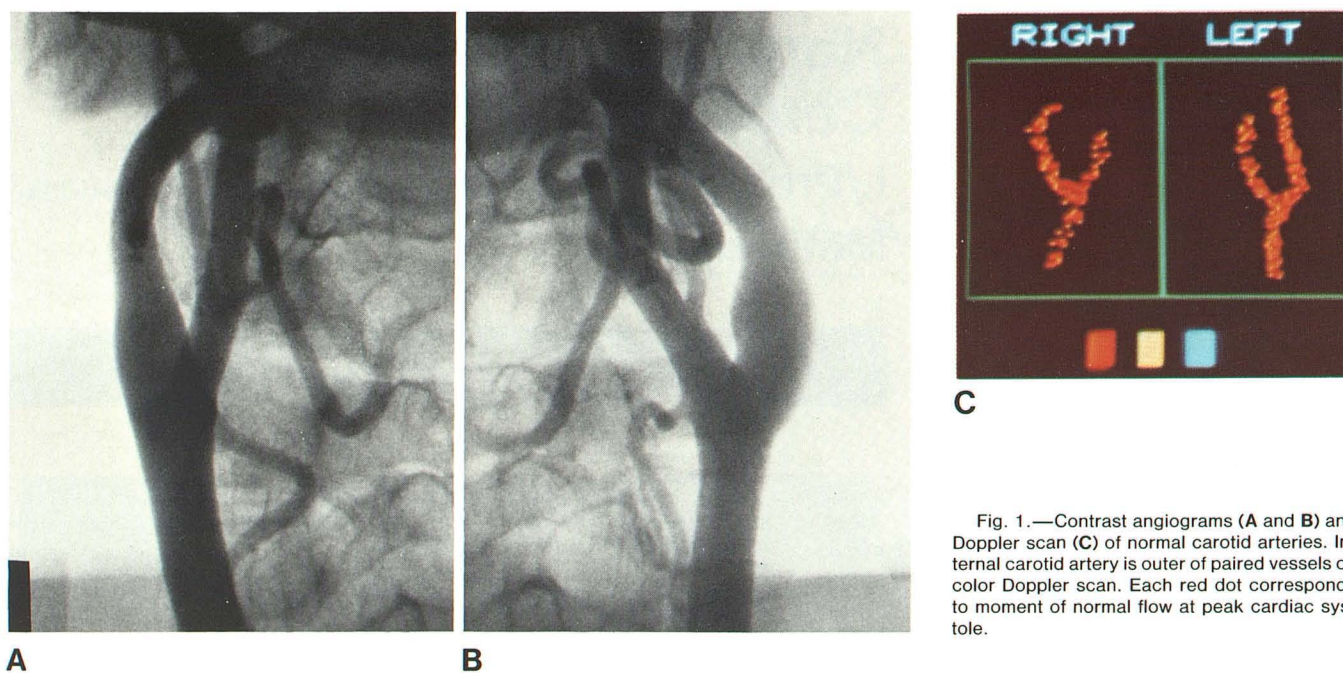 RIGHT LEFT
A
B
C
Fig. 1.—Contrast angiograms (A and B) an
Doppler scan (C) of normal carotid arteries. In
ternal carotid artery is outer of paired vessels o
color Doppler scan. Each red dot correspond
to moment of normal flow at peak cardiac sys
tole.